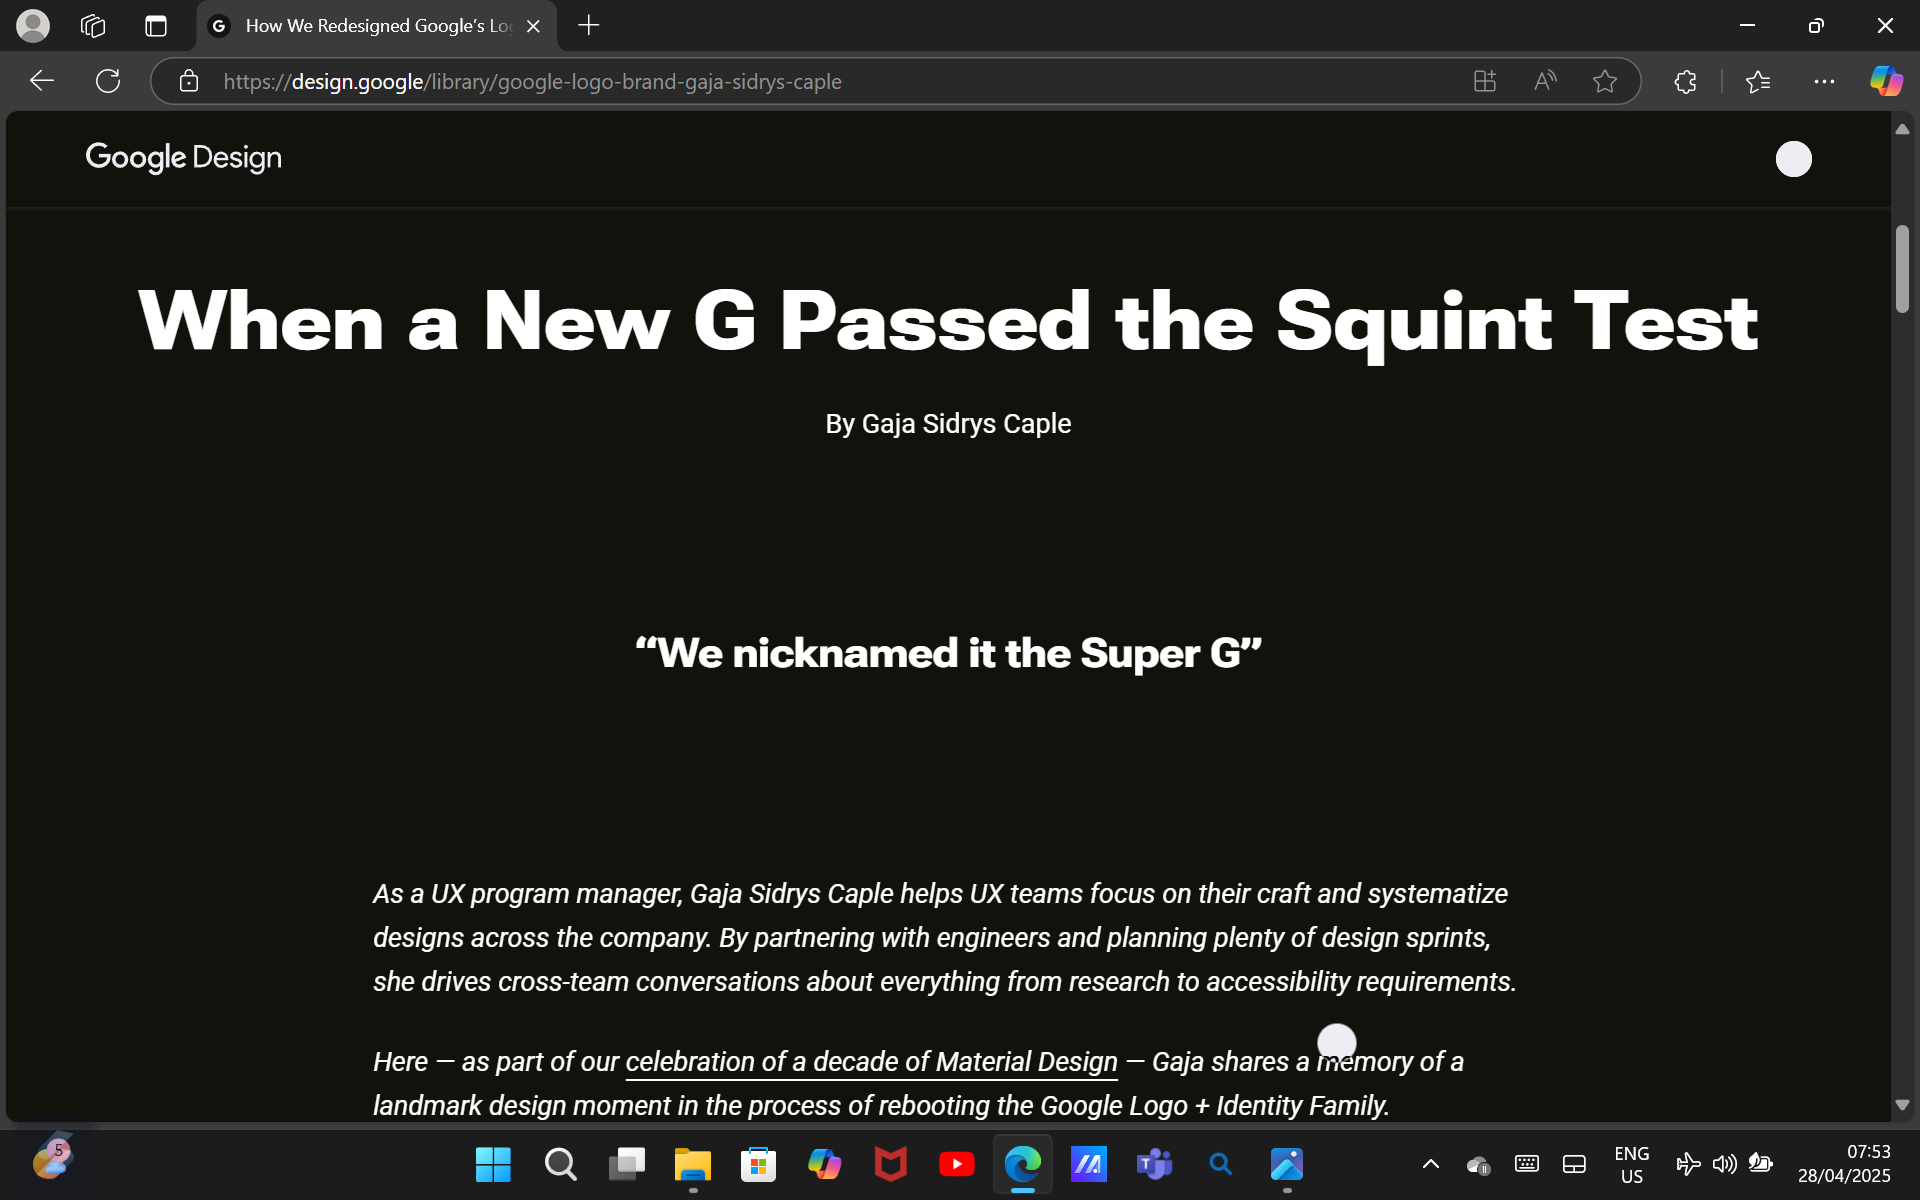 How We Redesigned Google's Lo
https://design.google/library/google-logo-brand-gaja-sidrys-caple
Google Design
When a New G Passed the Squint Test
By Gaja Sidrys Caple
“We nicknamed it the Super G”
As a UX program manager, Gaja Sidrys Caple helps UX teams focus on their craft and systematize
designs across the company. By partnering with engineers and planning plenty of design sprints,
she drives cross-team conversations about everything from research to accessibility requirements.
Here — as part of our celebration of a decade of Material Design — Gaja shares a memory of a
landmark design moment in the process of rebooting the Google Logo + Identity Family.
5
ENG
US
07:53
28/04/2025